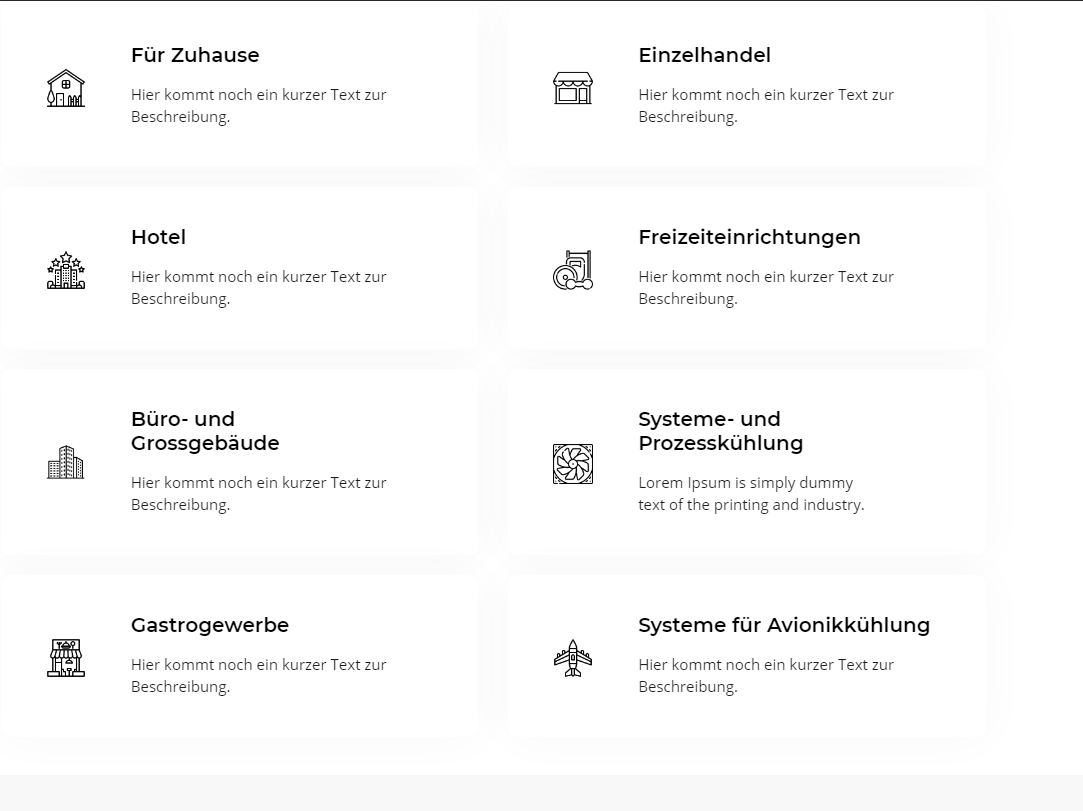 Für Zuhause
Hier kommt noch ein kurzer Text zur
Beschreibung.
Einzelhandel
Hier kommt noch ein kurzer Text zur
Beschreibung.
Hotel
Hier kommt noch ein kurzer Text zur
Beschreibung.
Freizeiteinrichtungen
Hier kommt noch ein kurzer Text zur
Beschreibung.
Büro- und
Grossgebäude
Hier kommt noch ein kurzer Text zur
Beschreibung.
Systeme- und
Prozesskühlung
Lorem Ipsum is simply dummy
text of the printing and industry.
Gastrogewerbe
Hier kommt noch ein kurzer Text zur
Beschreibung.
Systeme für Avionikkühlung
Hier kommt noch ein kurzer Text zur
Beschreibung.